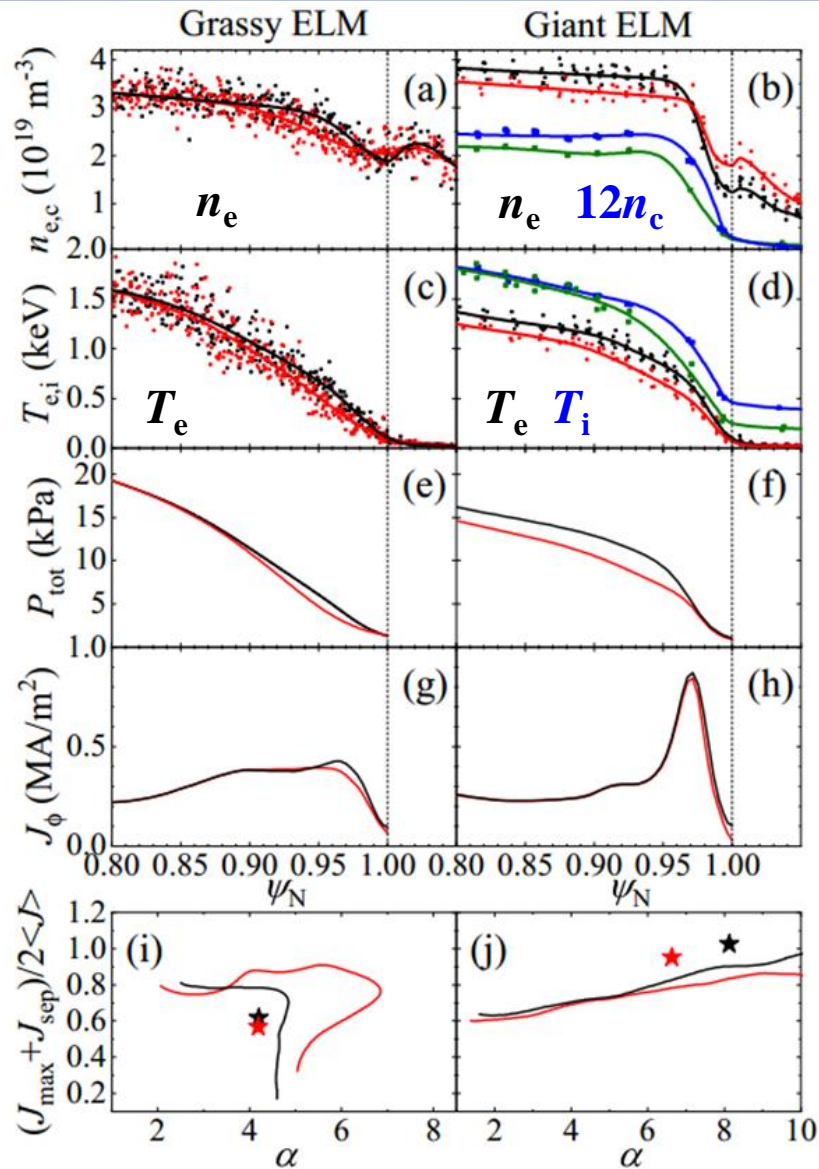 Grassy ELM Giant ELM
n_e,c (10^19 m^-3)
4
3
2
1
(a) (b)
n_e n_e 12n_c
T_e,i (keV)
2.0
1.5
1.0
0.5
0.0
(c) (d)
T_e T_e T_i
P_tot (kPa)
20
15
10
5
(e) (f)
J_ϕ (MA/m^2)
1.0
0.5
0.0
(g) (h)
0.80 0.85 0.90 0.95 1.00 0.80 0.85 0.90 0.95 1.00
ψ_N ψ_N
(J_max+J_sep)/2<J>
1.2
1.0
0.8
0.6
0.4
0.2
(i) (j)
2 4 6 8 2 4 6 8 10
α α